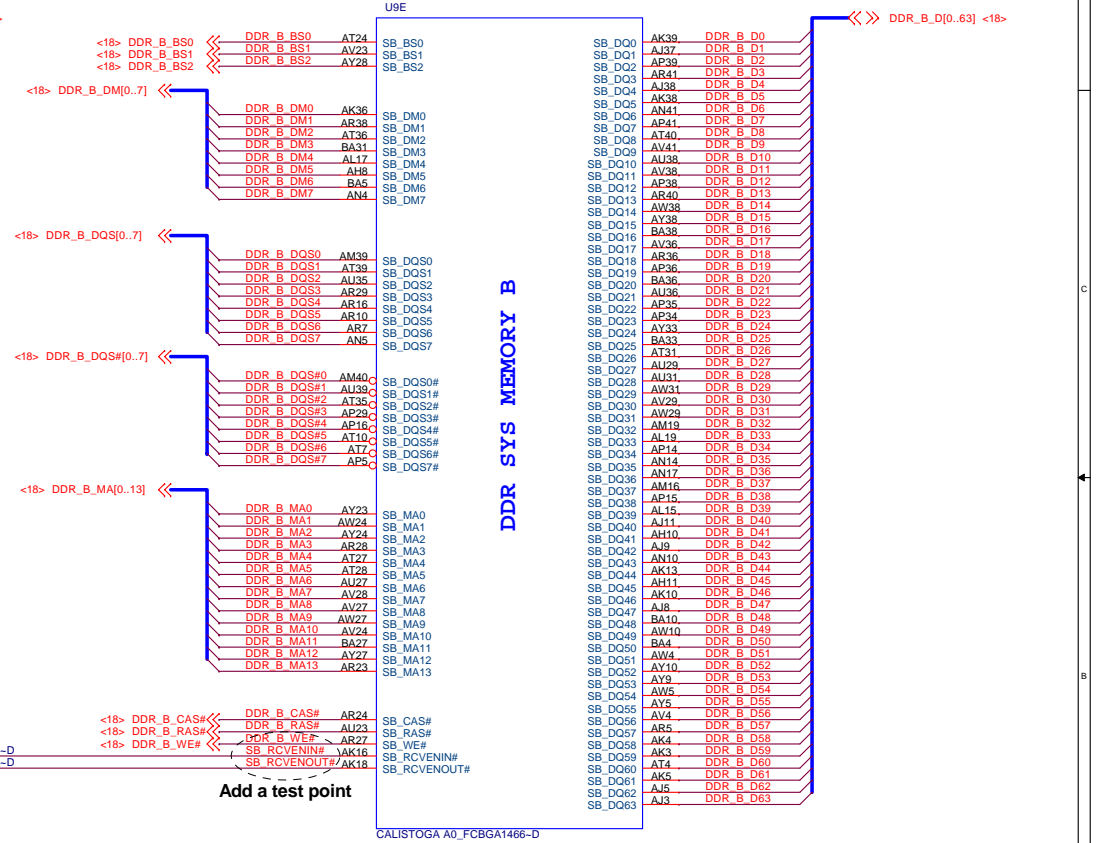 U9E
<18> DDR_B_BS0 DDR_B_BS0 AT24 SB_BS0
<18> DDR_B_BS1 DDR_B_BS1 AV23 SB_BS1
<18> DDR_B_BS2 DDR_B_BS2 AY28 SB_BS2
<18> DDR_B_DM[0..7]
DDR_B_DM0 AK36 SB_DM0
DDR_B_DM1 AR38 SB_DM1
DDR_B_DM2 AT36 SB_DM2
DDR_B_DM3 BA31 SB_DM3
DDR_B_DM4 AL17 SB_DM4
DDR_B_DM5 AH8 SB_DM5
DDR_B_DM6 BA5 SB_DM6
DDR_B_DM7 AN4 SB_DM7
<18> DDR_B_DQS[0..7]
DDR_B_DQS0 AM39 SB_DQS0
DDR_B_DQS1 AT39 SB_DQS1
DDR_B_DQS2 AU35 SB_DQS2
DDR_B_DQS3 AR29 SB_DQS3
DDR_B_DQS4 AR16 SB_DQS4
DDR_B_DQS5 AR10 SB_DQS5
DDR_B_DQS6 AR7 SB_DQS6
DDR_B_DQS7 AN5 SB_DQS7
<18> DDR_B_DQS#[0..7]
DDR_B_DQS#0 AM40 SB_DQS0#
DDR_B_DQS#1 AU39 SB_DQS1#
DDR_B_DQS#2 AT35 SB_DQS2#
DDR_B_DQS#3 AP29 SB_DQS3#
DDR_B_DQS#4 AP16 SB_DQS4#
DDR_B_DQS#5 AT10 SB_DQS5#
DDR_B_DQS#6 AT7 SB_DQS6#
DDR_B_DQS#7 AP5 SB_DQS7#
<18> DDR_B_MA[0..13]
DDR_B_MA0 AY23 SB_MA0
DDR_B_MA1 AW24 SB_MA1
DDR_B_MA2 AY24 SB_MA2
DDR_B_MA3 AR28 SB_MA3
DDR_B_MA4 AT27 SB_MA4
DDR_B_MA5 AT28 SB_MA5
DDR_B_MA6 AU27 SB_MA6
DDR_B_MA7 AV28 SB_MA7
DDR_B_MA8 AV27 SB_MA8
DDR_B_MA9 AW27 SB_MA9
DDR_B_MA10 AV24 SB_MA10
DDR_B_MA11 BA27 SB_MA11
DDR_B_MA12 AY27 SB_MA12
DDR_B_MA13 AR23 SB_MA13
<18> DDR_B_CAS# DDR_B_CAS# AR24 SB_CAS#
<18> DDR_B_RAS# DDR_B_RAS# AU23 SB_RAS#
<18> DDR_B_WE# DDR_B_WE# AR27 SB_WE#
~D SB_RCVENIN# AK16 SB_RCVENIN#
~D SB_RCVENOUT# AK18 SB_RCVENOUT#
Add a test point
DDR SYS MEMORY B
DDR_B_D[0..63] <18>
SB_DQ0 AK39 DDR_B_D0
SB_DQ1 AJ37 DDR_B_D1
SB_DQ2 AP39 DDR_B_D2
SB_DQ3 AR41 DDR_B_D3
SB_DQ4 AJ38 DDR_B_D4
SB_DQ5 AK38 DDR_B_D5
SB_DQ6 AN41 DDR_B_D6
SB_DQ7 AP41 DDR_B_D7
SB_DQ8 AT40 DDR_B_D8
SB_DQ9 AV41 DDR_B_D9
SB_DQ10 AU38 DDR_B_D10
SB_DQ11 AV38 DDR_B_D11
SB_DQ12 AP38 DDR_B_D12
SB_DQ13 AR40 DDR_B_D13
SB_DQ14 AW38 DDR_B_D14
SB_DQ15 AY38 DDR_B_D15
SB_DQ16 BA38 DDR_B_D16
SB_DQ17 AV36 DDR_B_D17
SB_DQ18 AR36 DDR_B_D18
SB_DQ19 AP36 DDR_B_D19
SB_DQ20 BA36 DDR_B_D20
SB_DQ21 AU36 DDR_B_D21
SB_DQ22 AP35 DDR_B_D22
SB_DQ23 AP34 DDR_B_D23
SB_DQ24 AY33 DDR_B_D24
SB_DQ25 BA33 DDR_B_D25
SB_DQ26 AT31 DDR_B_D26
SB_DQ27 AU29 DDR_B_D27
SB_DQ28 AU31 DDR_B_D28
SB_DQ29 AW31 DDR_B_D29
SB_DQ30 AV29 DDR_B_D30
SB_DQ31 AW29 DDR_B_D31
SB_DQ32 AM19 DDR_B_D32
SB_DQ33 AL19 DDR_B_D33
SB_DQ34 AP14 DDR_B_D34
SB_DQ35 AN14 DDR_B_D35
SB_DQ36 AN17 DDR_B_D36
SB_DQ37 AM16 DDR_B_D37
SB_DQ38 AP15 DDR_B_D38
SB_DQ39 AL15 DDR_B_D39
SB_DQ40 AJ11 DDR_B_D40
SB_DQ41 AH10 DDR_B_D41
SB_DQ42 AJ9 DDR_B_D42
SB_DQ43 AN10 DDR_B_D43
SB_DQ44 AK13 DDR_B_D44
SB_DQ45 AH11 DDR_B_D45
SB_DQ46 AK10 DDR_B_D46
SB_DQ47 AJ8 DDR_B_D47
SB_DQ48 BA10 DDR_B_D48
SB_DQ49 AW10 DDR_B_D49
SB_DQ50 BA4 DDR_B_D50
SB_DQ51 AW4 DDR_B_D51
SB_DQ52 AY10 DDR_B_D52
SB_DQ53 AY9 DDR_B_D53
SB_DQ54 AW5 DDR_B_D54
SB_DQ55 AY5 DDR_B_D55
SB_DQ56 AV4 DDR_B_D56
SB_DQ57 AR5 DDR_B_D57
SB_DQ58 AK4 DDR_B_D58
SB_DQ59 AK3 DDR_B_D59
SB_DQ60 AT4 DDR_B_D60
SB_DQ61 AK5 DDR_B_D61
SB_DQ62 AJ5 DDR_B_D62
SB_DQ63 AJ3 DDR_B_D63
CALISTOGA A0_FCBGA1466~D
C
B